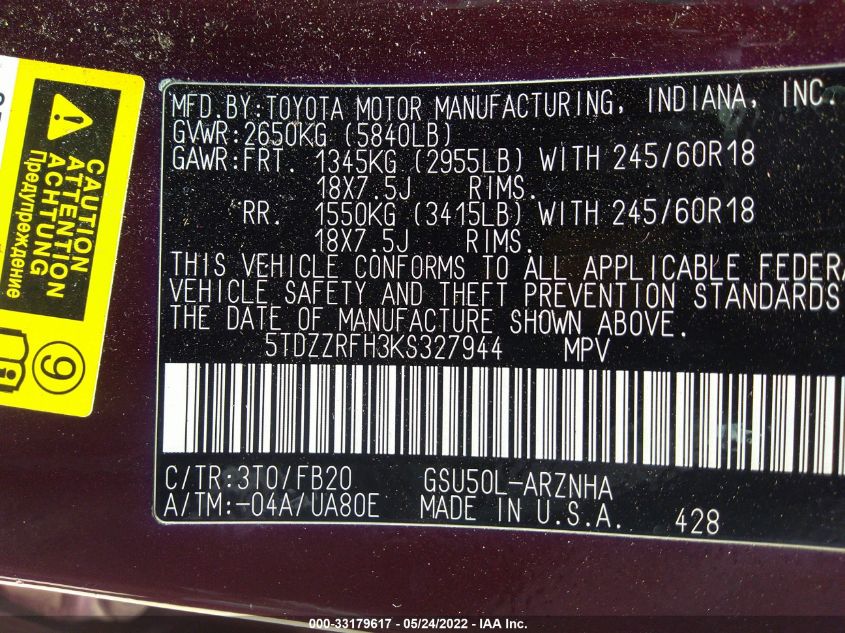 MFD.BY:TOYOTA MOTOR MANUFACTURING, INDIANA, INC.
GVWR:2650KG (5840LB)
GAWR:FRT. 1345KG (2955LB) WITH 245/60R18
18X7.5J RIMS.
RR. 1550KG (3415LB) WITH 245/60R18
18X7.5J RIMS.
THIS VEHICLE CONFORMS TO ALL APPLICABLE FEDERA
VEHICLE SAFETY AND THEFT PREVENTION STANDARDS
THE DATE OF MANUFACTURE SHOWN ABOVE.
5TDZZRFH3KS327944 MPV
C/TR:3T0/FB20 GSU50L-ARZNHA
A/TM:-04A/UA80E MADE IN U.S.A. 428
CAUTION
ATTENTION
ACHTUNG
Предупреждение
9
000-33179617 - 05/24/2022 - IAA Inc.